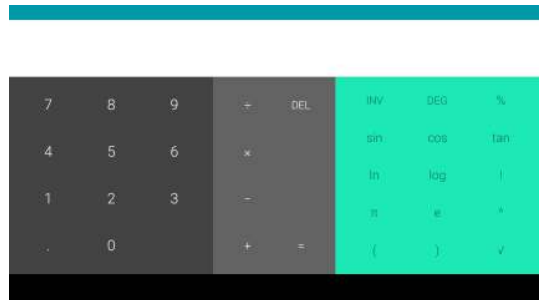 7 8 9 ÷ DEL INV DEG %
4 5 6 × sin cos tan
ln log !
1 2 3 − π e ^
. 0 + = ( ) √